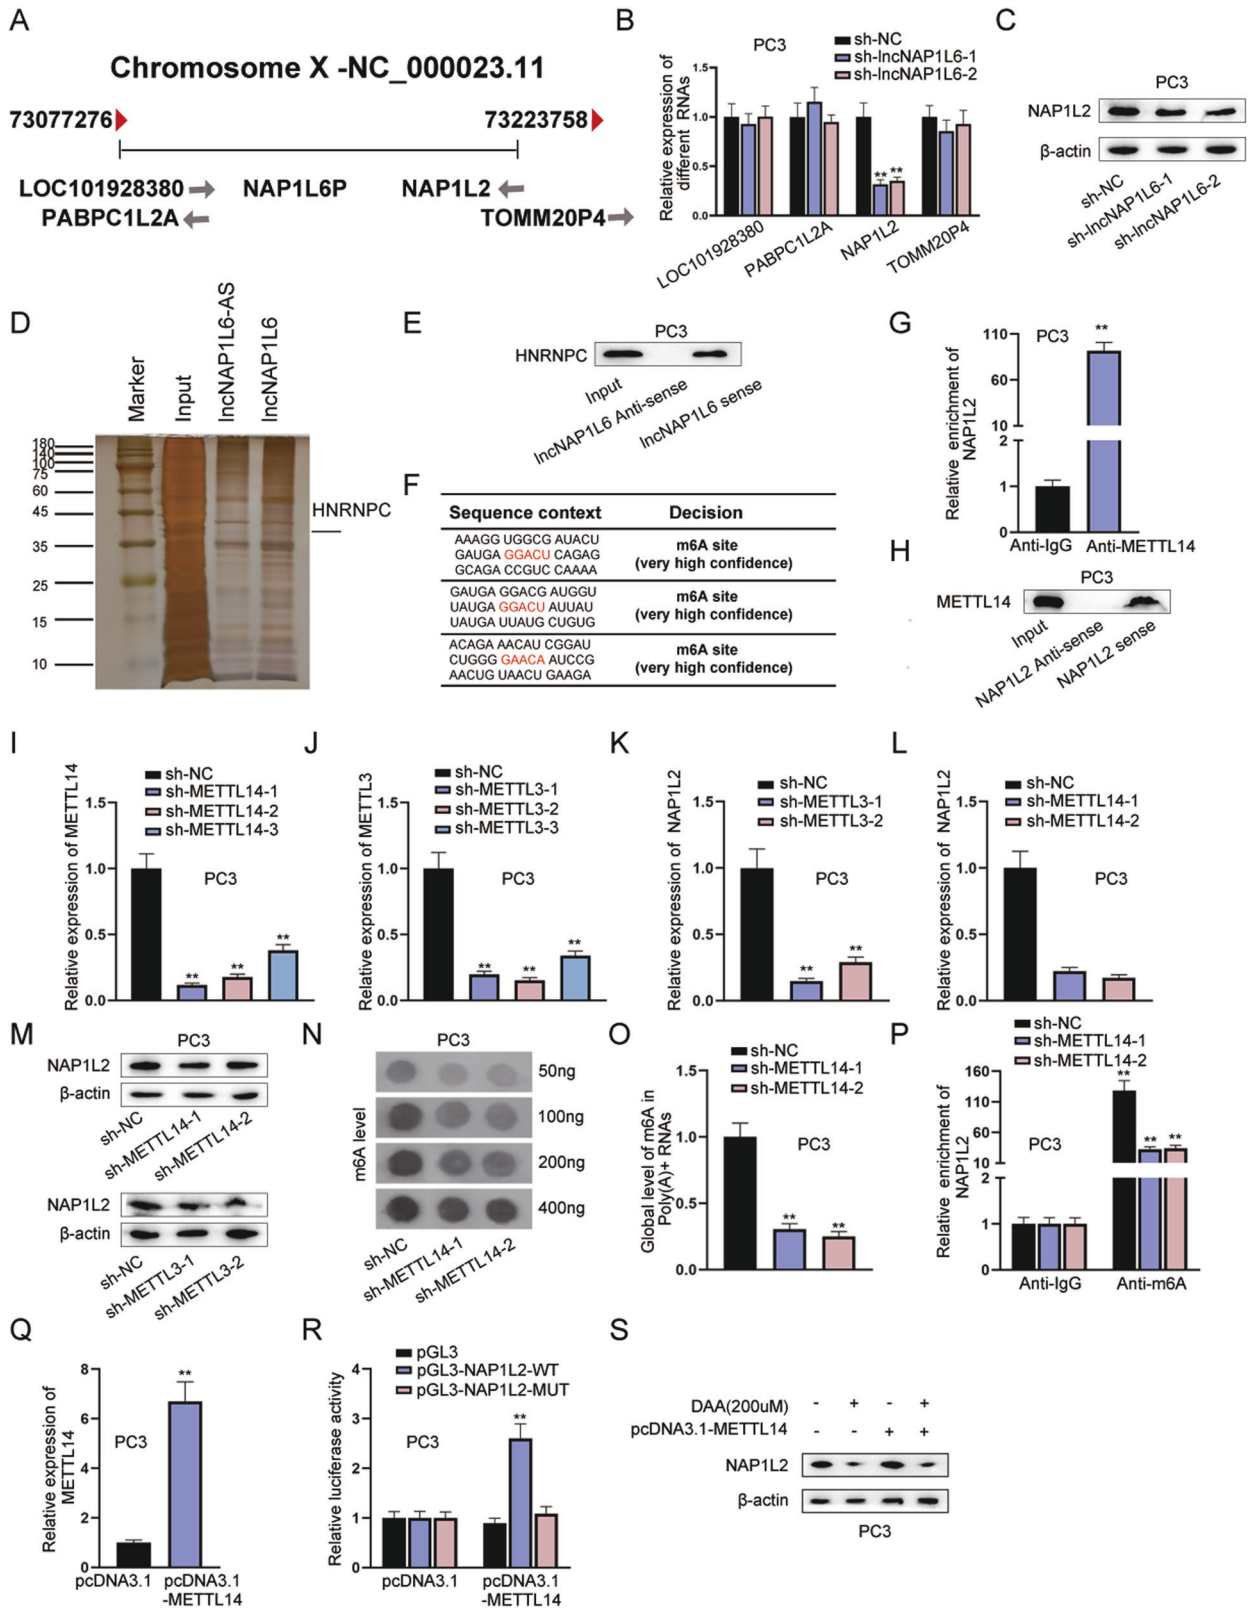 A
Chromosome X -NC_000023.11
73077276
73223758
LOC101928380
NAP1L6P
NAP1L2
PABPC1L2A
TOMM20P4
B
PC3
sh-NC
sh-lncNAP1L6-1
sh-lncNAP1L6-2
Relative expression of
different RNAs
1.5
1.0
0.5
0.0
** **
LOC101928380
PABPC1L2A
NAP1L2
TOMM20P4
C
PC3
NAP1L2
β-actin
sh-NC
sh-lncNAP1L6-1
sh-lncNAP1L6-2
D
Marker
Input
lncNAP1L6-AS
lncNAP1L6
180
140
100
75
60
45
35
25
15
10
HNRNPC
E
PC3
HNRNPC
Input
lncNAP1L6 Anti-sense
lncNAP1L6 sense
F
Sequence context Decision
AAAGG UGGCG AUACU
GAUGA GGACU CAGAG
GCAGA CCGUC CAAAA
m6A site
(very high confidence)
GAUGA GGACG AUGGU
UAUGA GGACU AUUAU
UAUGA UUAUG CUGUG
m6A site
(very high confidence)
ACAGA AACAU CGGAU
CUGGG GAACA AUCCG
AACUG UAACU GAAGA
m6A site
(very high confidence)
G
PC3
**
Relative enrichment of
NAP1L2
110
60
10
2
1
0
Anti-IgG Anti-METTL14
H
PC3
METTL14
Input
NAP1L2 Anti-sense
NAP1L2 sense
I
sh-NC
sh-METTL14-1
sh-METTL14-2
sh-METTL14-3
PC3
Relative expression of METTL14
1.5
1.0
0.5
0.0
** ** **
J
sh-NC
sh-METTL3-1
sh-METTL3-2
sh-METTL3-3
PC3
Relative expression of METTL3
1.5
1.0
0.5
0.0
** ** **
K
sh-NC
sh-METTL3-1
sh-METTL3-2
PC3
Relative expression of NAP1L2
1.5
1.0
0.5
0.0
** **
L
sh-NC
sh-METTL14-1
sh-METTL14-2
PC3
Relative expression of NAP1L2
1.5
1.0
0.5
0.0
M
PC3
NAP1L2
β-actin
sh-NC
sh-METTL14-1
sh-METTL14-2
NAP1L2
β-actin
sh-NC
sh-METTL3-1
sh-METTL3-2
N
PC3
m6A level
50ng
100ng
200ng
400ng
sh-NC
sh-METTL14-1
sh-METTL14-2
O
sh-NC
sh-METTL14-1
sh-METTL14-2
PC3
Global level of m6A in
Poly(A)+ RNAs
1.5
1.0
0.5
0.0
** **
P
sh-NC
sh-METTL14-1
sh-METTL14-2
PC3
Relative enrichment of
NAP1L2
160
110
60
10
2
1
0
** ** **
Anti-IgG Anti-m6A
Q
PC3
Relative expression of
METTL14
8
6
4
2
0
**
pcDNA3.1 pcDNA3.1
-METTL14
R
pGL3
pGL3-NAP1L2-WT
pGL3-NAP1L2-MUT
PC3
Relative luciferase activity
4
3
2
1
0
**
pcDNA3.1 pcDNA3.1
-METTL14
S
DAA(200uM) - + - +
pcDNA3.1-METTL14 - - + +
NAP1L2
β-actin
PC3